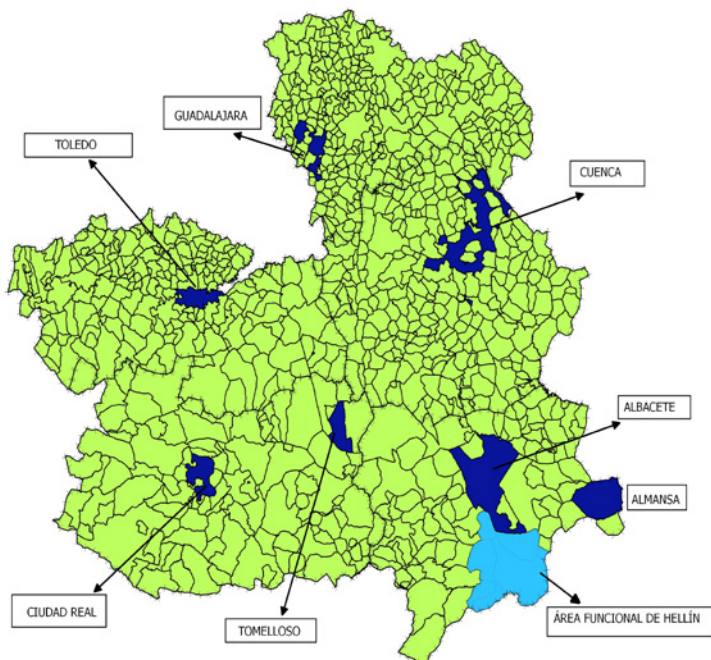 GUADALAJARA
TOLEDO
CUENCA
ALBACETE
ALMANSA
CIUDAD REAL
TOMELLOSO
ÁREA FUNCIONAL DE HELLÍN